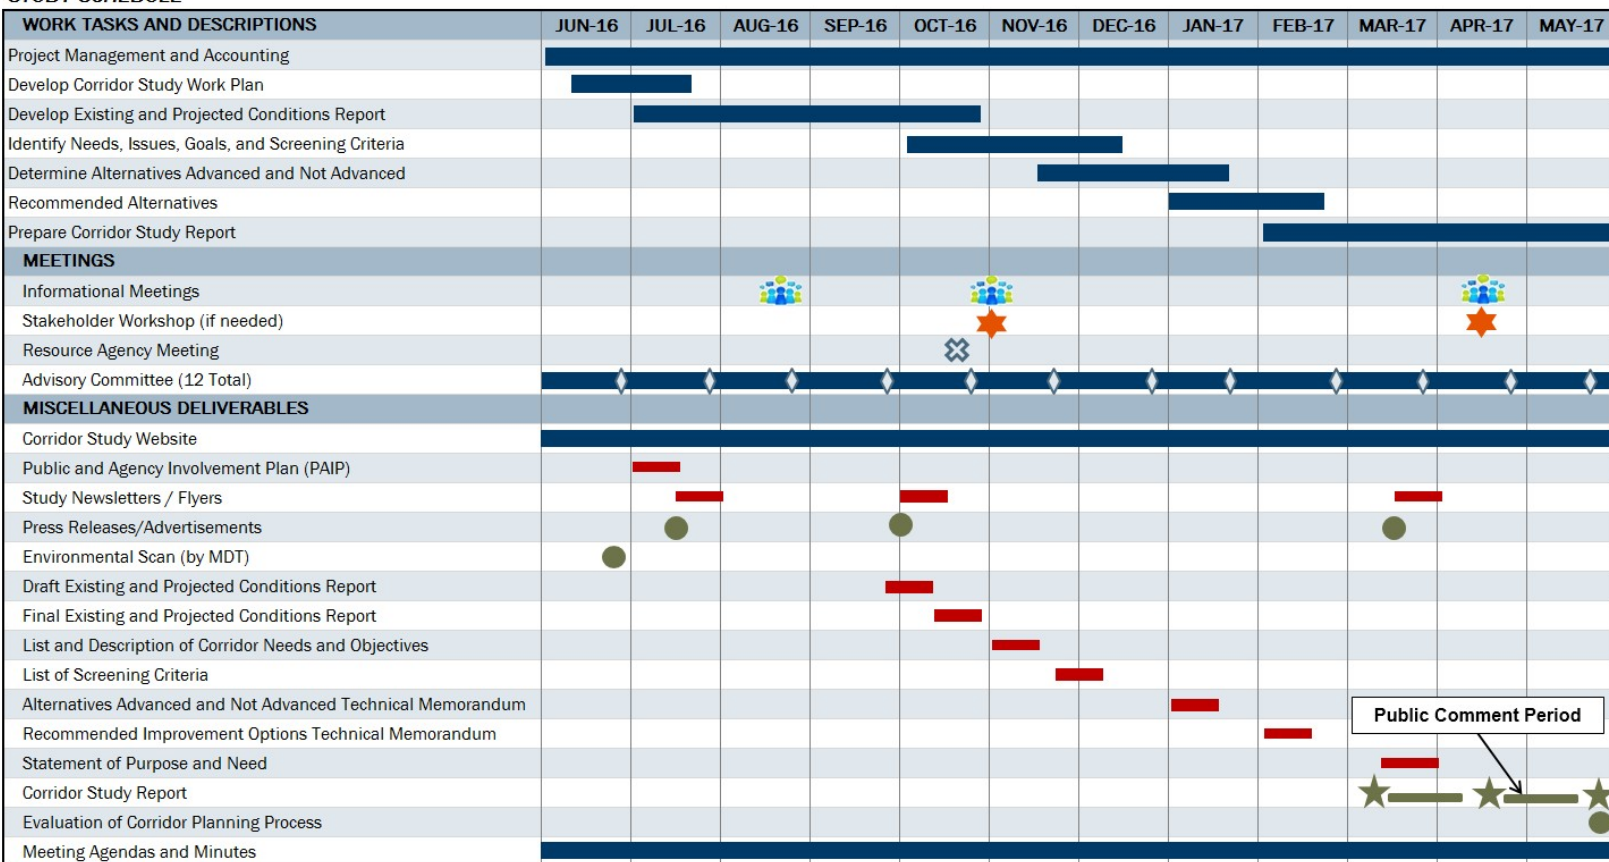 STUDY SCHEDULE
WORK TASKS AND DESCRIPTIONS JUN-16 JUL-16 AUG-16 SEP-16 OCT-16 NOV-16 DEC-16 JAN-17 FEB-17 MAR-17 APR-17 MAY-17
Project Management and Accounting
Develop Corridor Study Work Plan
Develop Existing and Projected Conditions Report
Identify Needs, Issues, Goals, and Screening Criteria
Determine Alternatives Advanced and Not Advanced
Recommended Alternatives
Prepare Corridor Study Report
MEETINGS
Informational Meetings
Stakeholder Workshop (if needed)
Resource Agency Meeting
Advisory Committee (12 Total)
MISCELLANEOUS DELIVERABLES
Corridor Study Website
Public and Agency Involvement Plan (PAIP)
Study Newsletters / Flyers
Press Releases/Advertisements
Environmental Scan (by MDT)
Draft Existing and Projected Conditions Report
Final Existing and Projected Conditions Report
List and Description of Corridor Needs and Objectives
List of Screening Criteria
Alternatives Advanced and Not Advanced Technical Memorandum
Public Comment Period
Recommended Improvement Options Technical Memorandum
Statement of Purpose and Need
Corridor Study Report
Evaluation of Corridor Planning Process
Meeting Agendas and Minutes